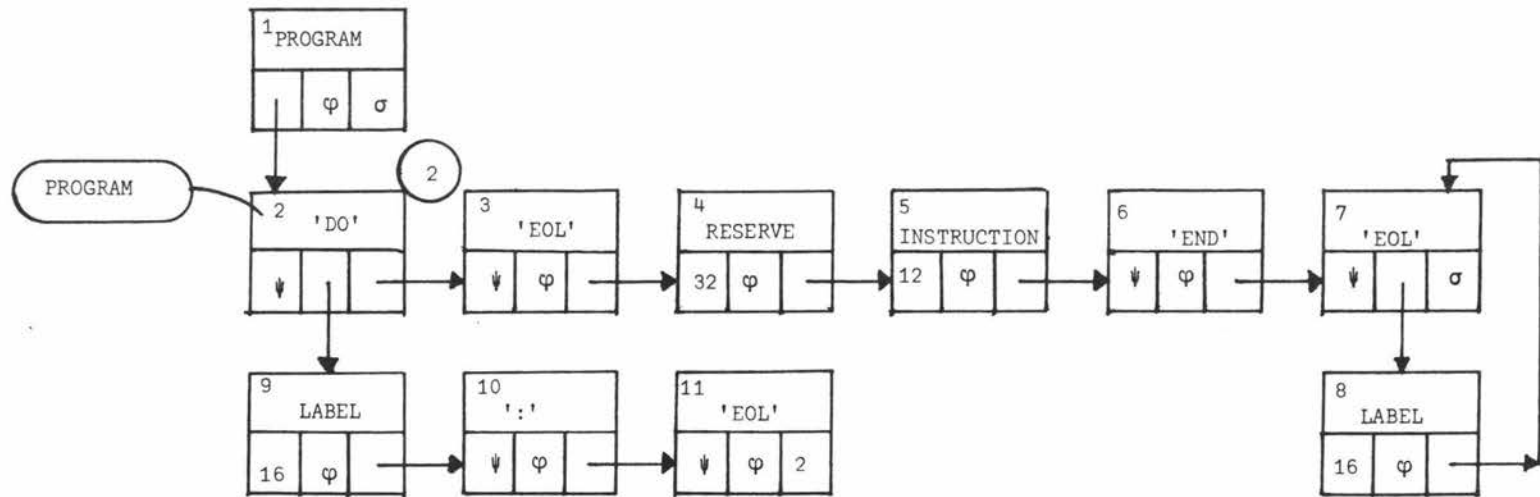 1 PROGRAM
φ σ
PROGRAM
2
2 'DO'
ψ
3 'EOL'
ψ φ
4 RESERVE
32 φ
5 INSTRUCTION
12 φ
6 'END'
ψ φ
7 'EOL'
ψ σ
9 LABEL
16 φ
10 ':'
ψ φ
11 'EOL'
ψ φ 2
8 LABEL
16 φ